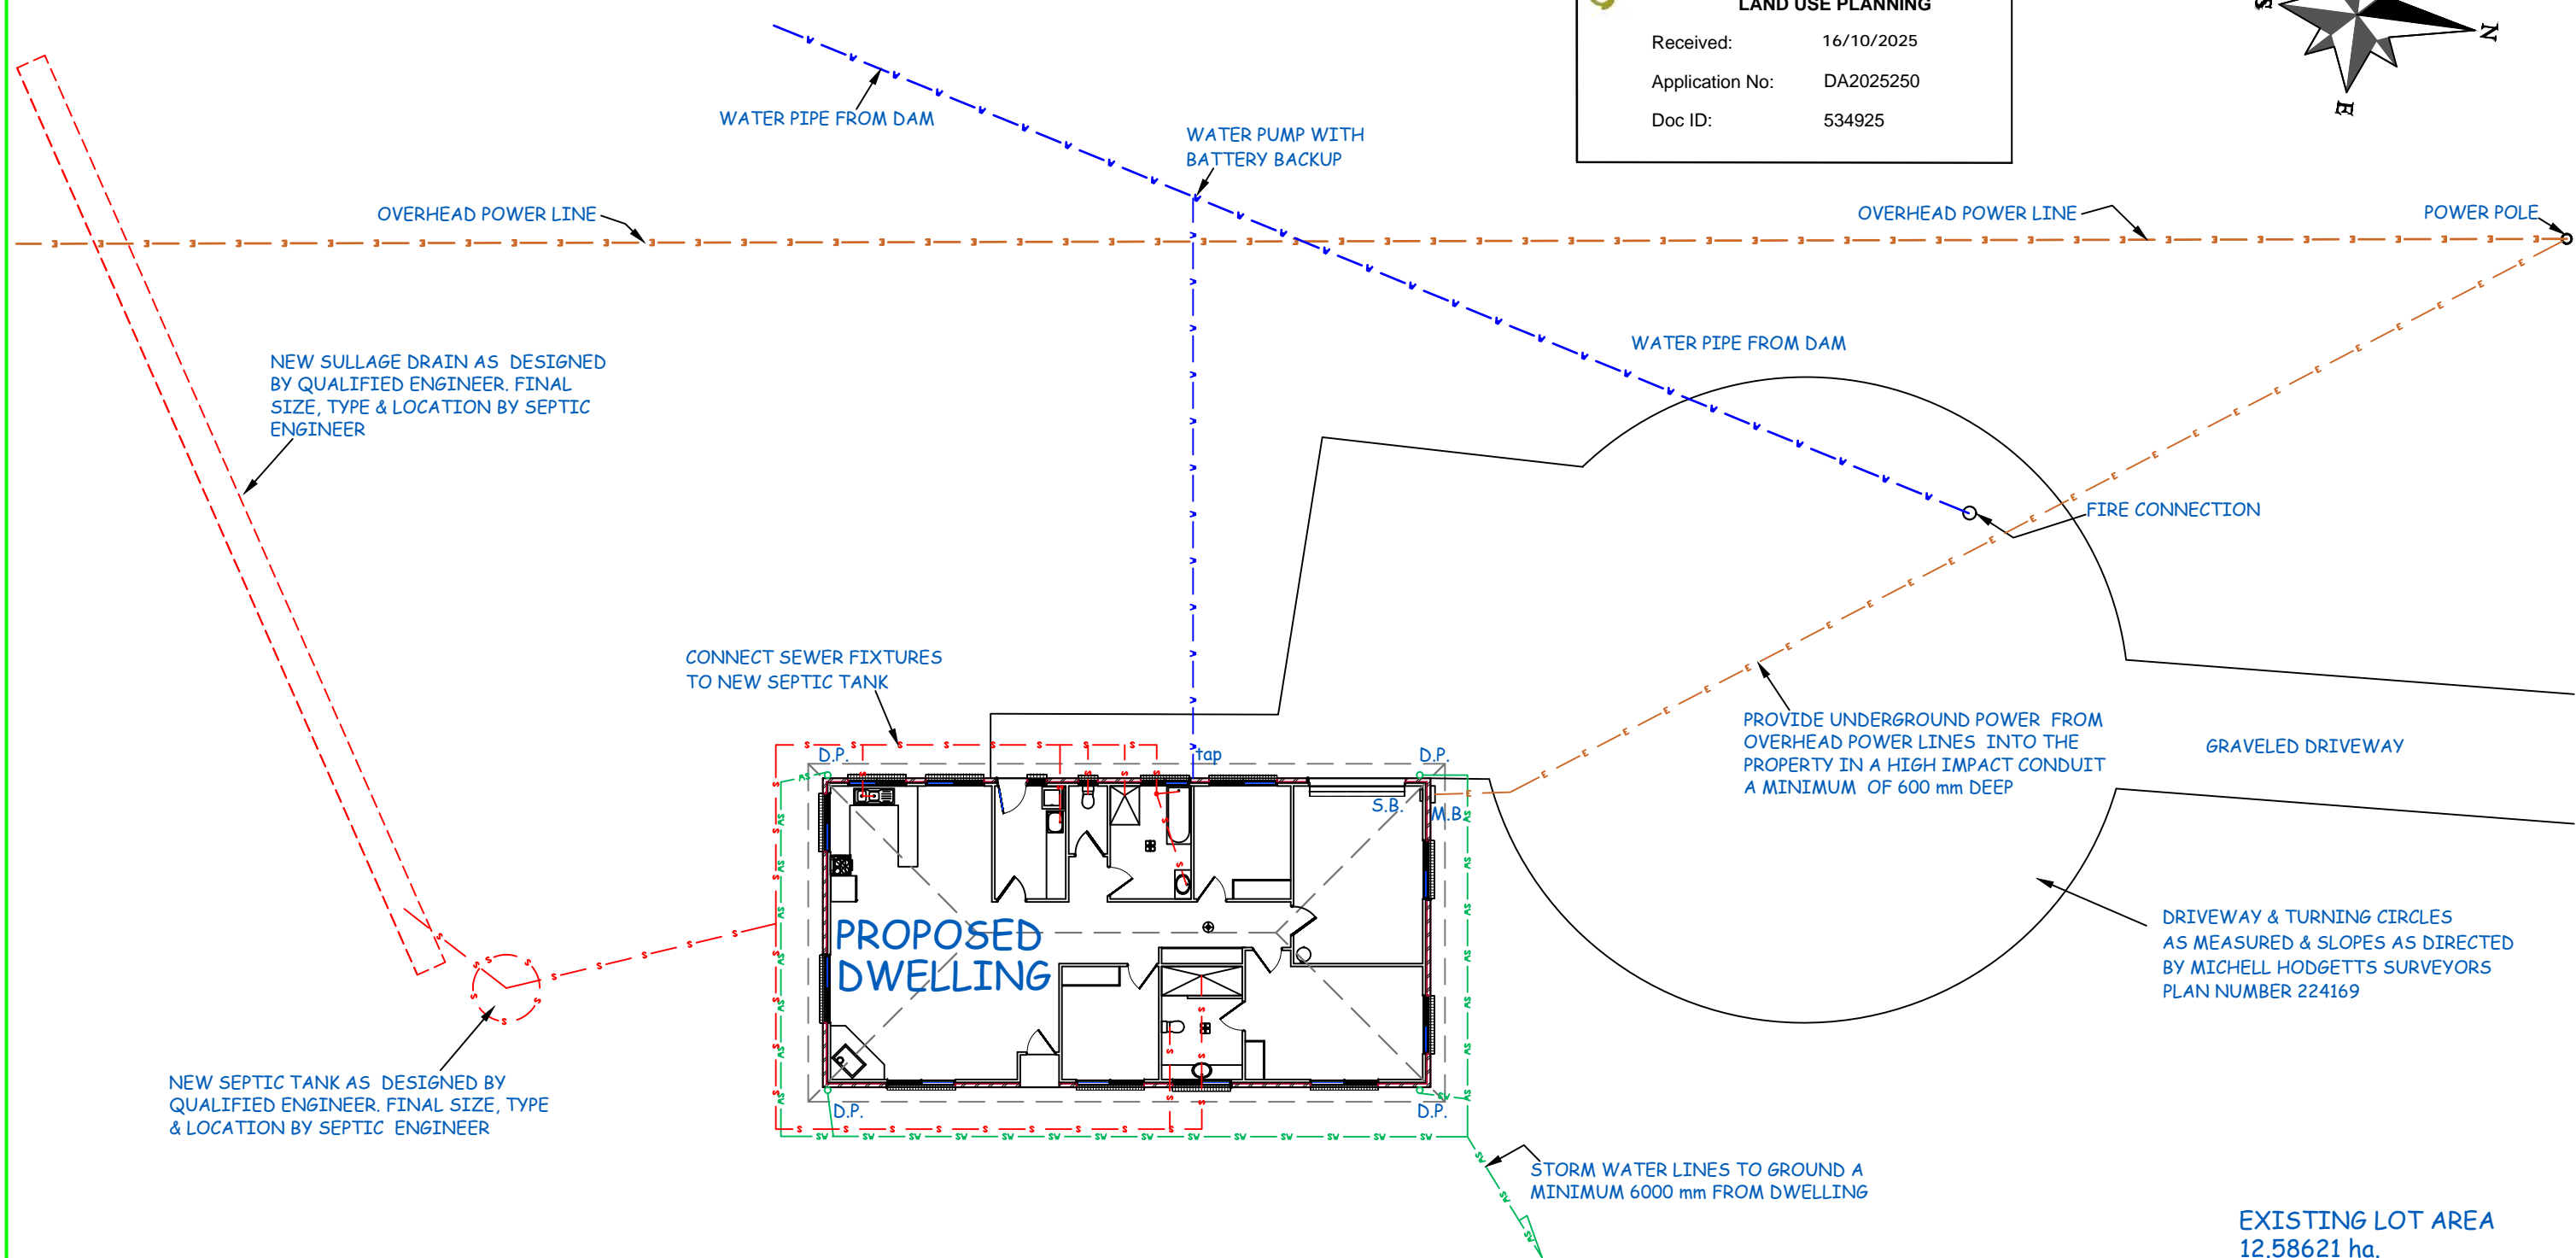 LAND USE PLANNING
Received: 16/10/2025
Application No: DA2025250
Doc ID: 534925
S
N
E
WATER PIPE FROM DAM
WATER PUMP WITH
BATTERY BACKUP
OVERHEAD POWER LINE
OVERHEAD POWER LINE
POWER POLE
NEW SULLAGE DRAIN AS DESIGNED
BY QUALIFIED ENGINEER. FINAL
SIZE, TYPE & LOCATION BY SEPTIC
ENGINEER
WATER PIPE FROM DAM
FIRE CONNECTION
CONNECT SEWER FIXTURES
TO NEW SEPTIC TANK
PROVIDE UNDERGROUND POWER FROM
OVERHEAD POWER LINES INTO THE
PROPERTY IN A HIGH IMPACT CONDUIT
A MINIMUM OF 600 mm DEEP
GRAVELED DRIVEWAY
D.P.
tap
D.P.
S.B.
M.B.
PROPOSED
DWELLING
DRIVEWAY & TURNING CIRCLES
AS MEASURED & SLOPES AS DIRECTED
BY MICHELL HODGETTS SURVEYORS
PLAN NUMBER 224169
NEW SEPTIC TANK AS DESIGNED BY
QUALIFIED ENGINEER. FINAL SIZE, TYPE
& LOCATION BY SEPTIC ENGINEER
D.P.
D.P.
STORM WATER LINES TO GROUND A
MINIMUM 6000 mm FROM DWELLING
EXISTING LOT AREA
12.58621 ha.